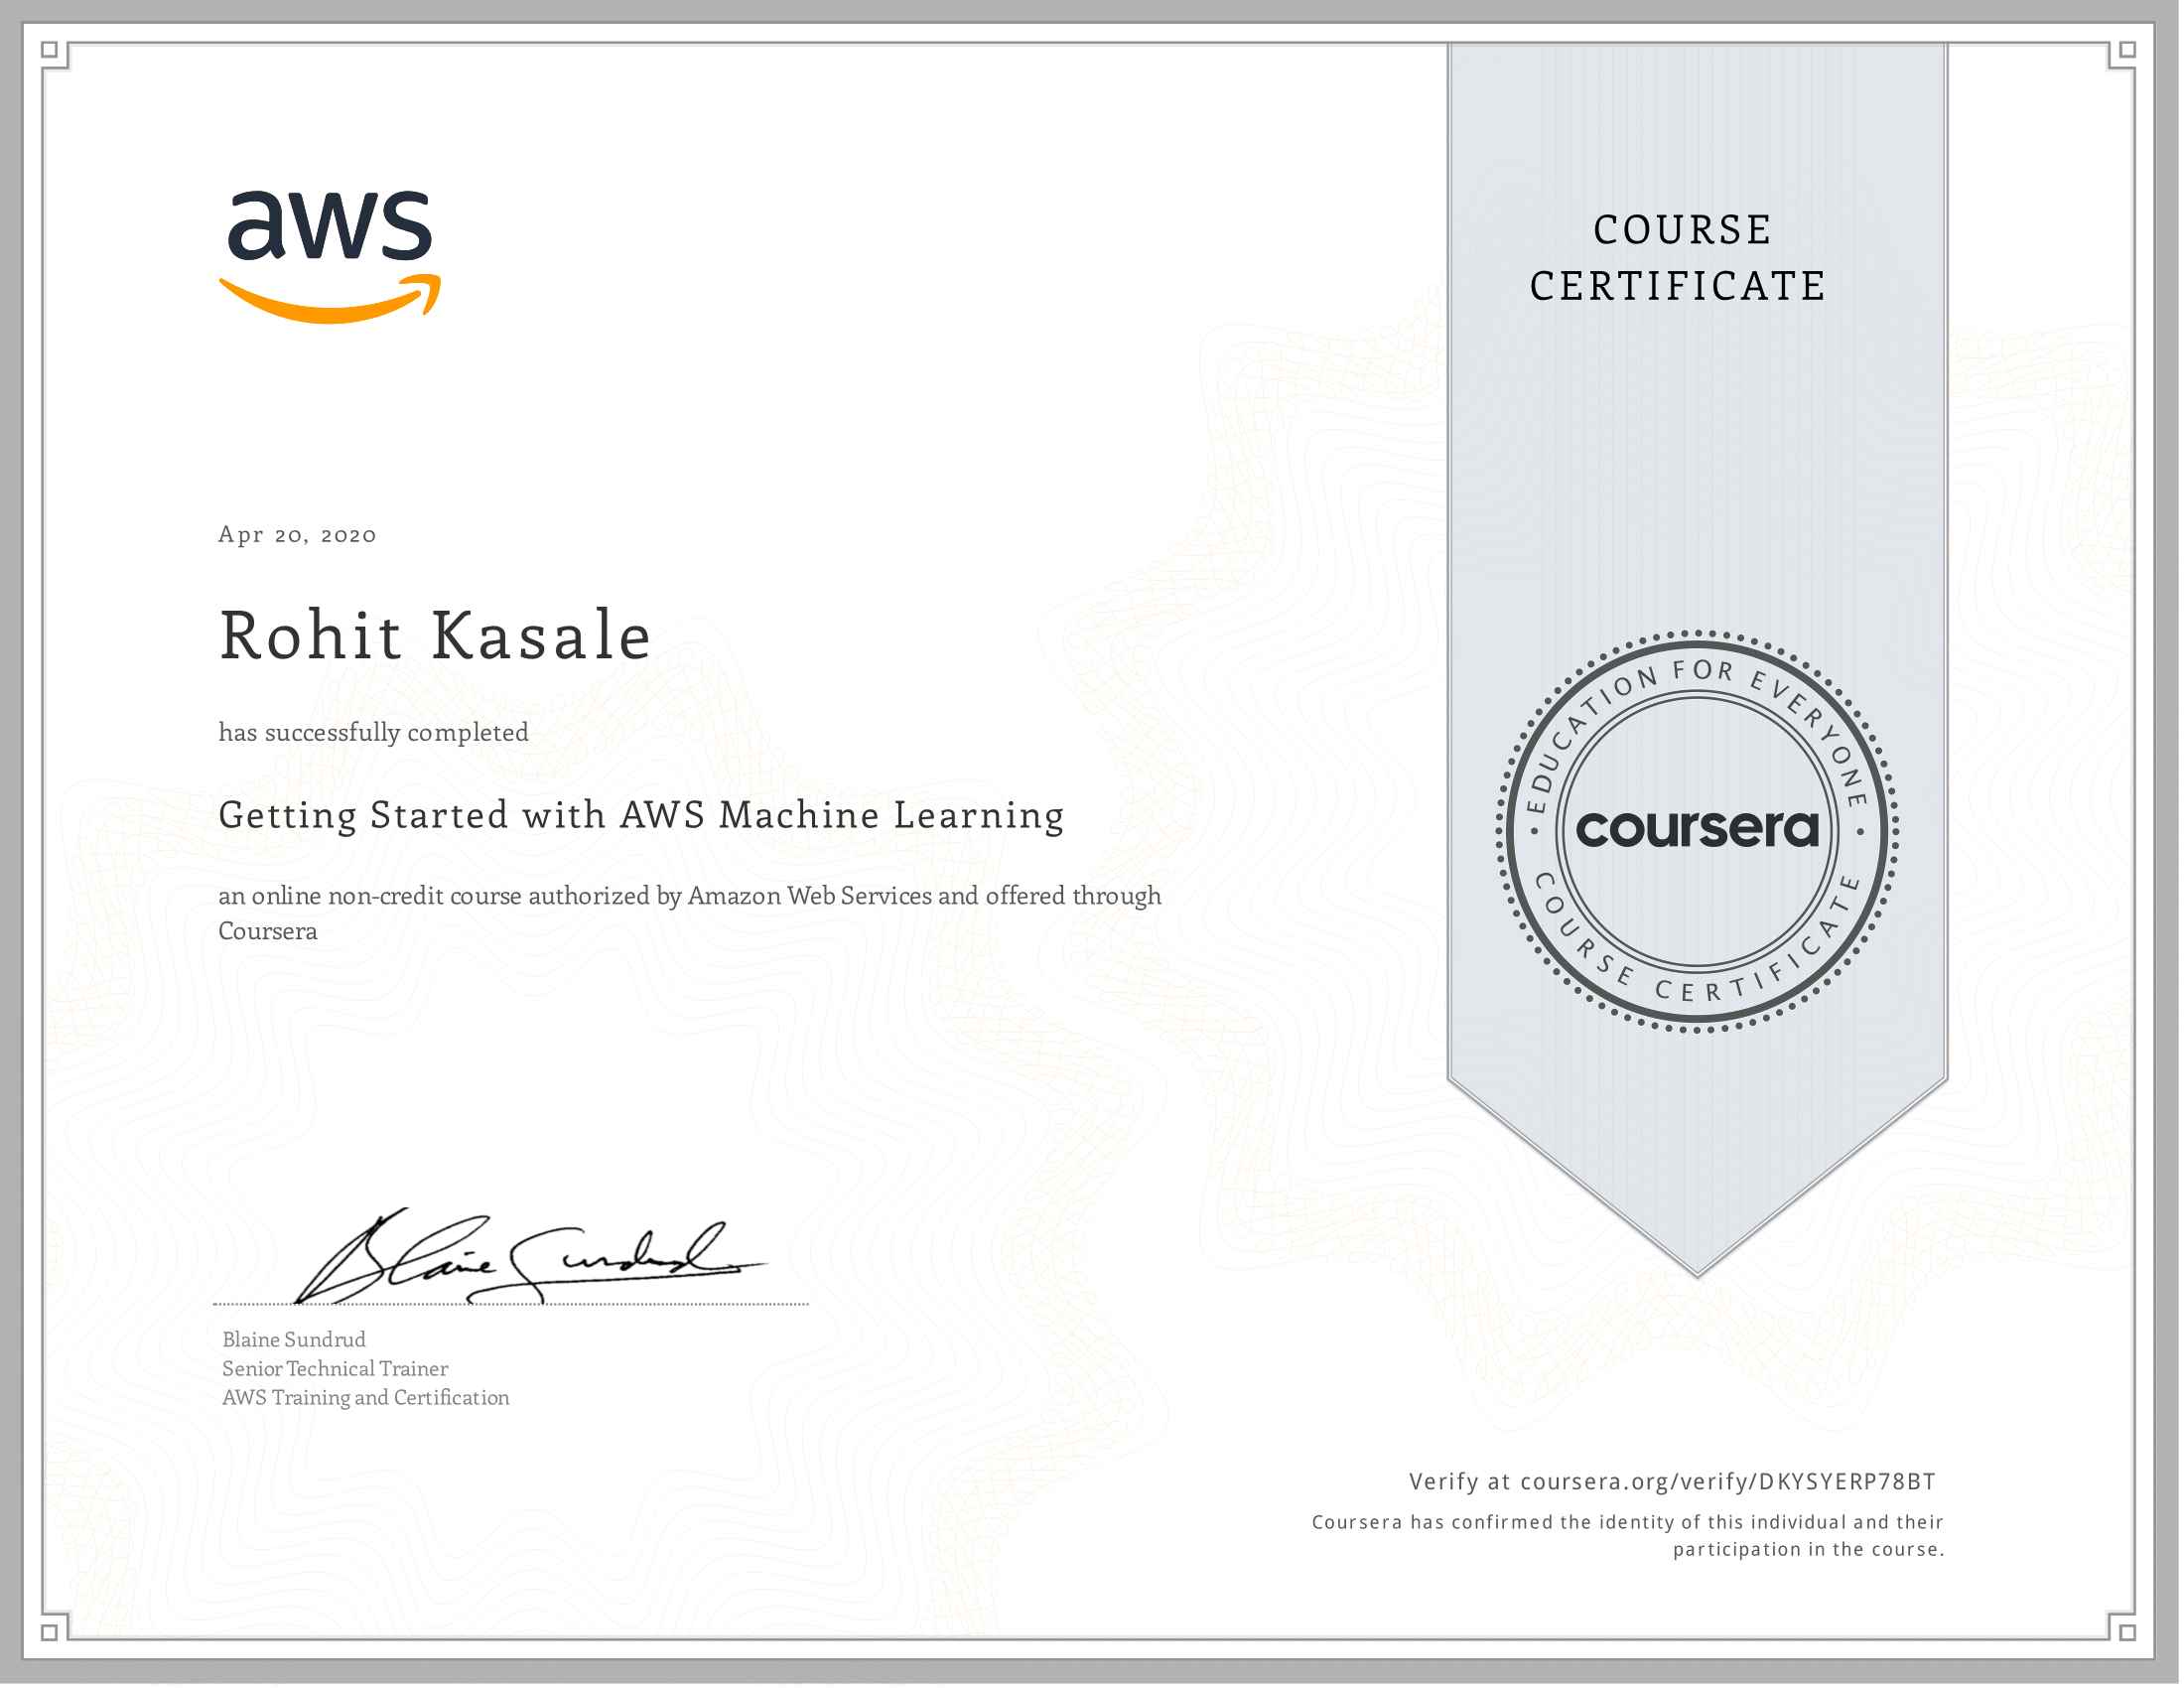 aws
COURSE
CERTIFICATE
Apr 20, 2020
Rohit Kasale
has successfully completed
Getting Started with AWS Machine Learning
an online non-credit course authorized by Amazon Web Services and offered through
Coursera
• EDUCATION FOR EVERYONE •
coursera
COURSE CERTIFICATE
Blaine Sundrud
Blaine Sundrud
Senior Technical Trainer
AWS Training and Certification
Verify at coursera.org/verify/DKYSYERP78BT
Coursera has confirmed the identity of this individual and their
participation in the course.